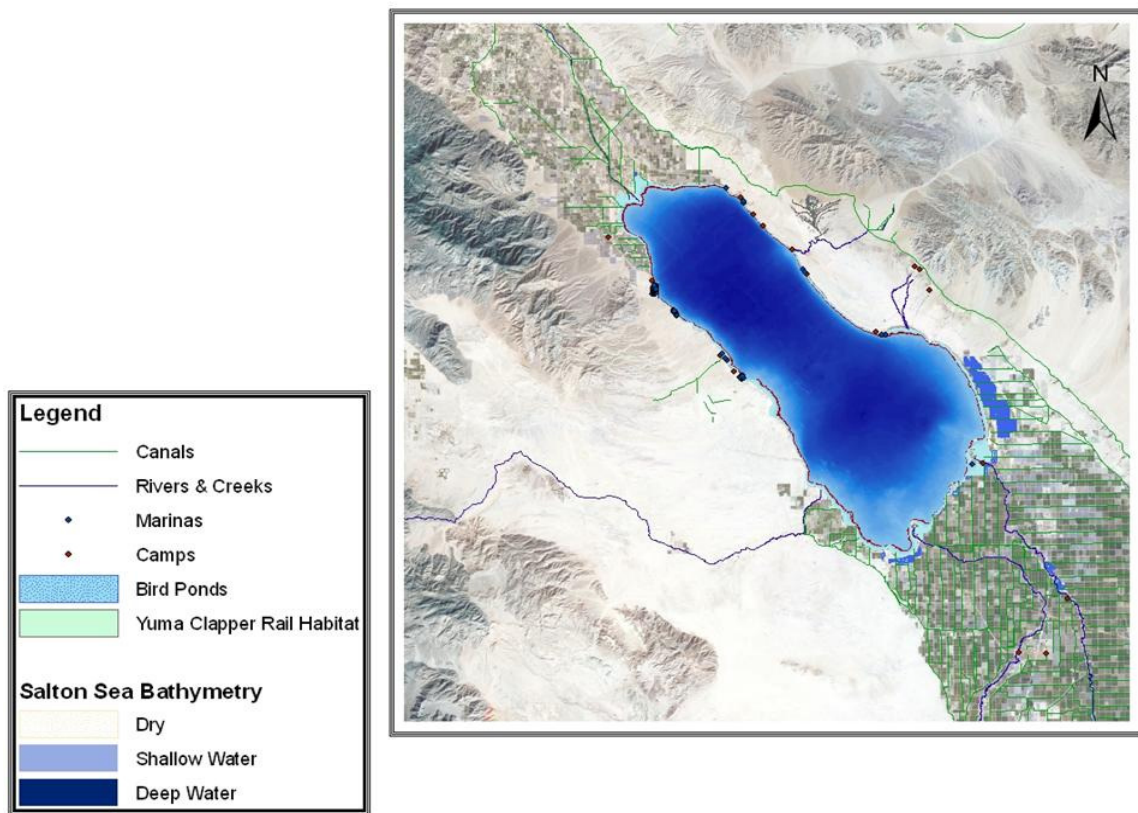 N
Legend
Canals
Rivers & Creeks
Marinas
Camps
Bird Ponds
Yuma Clapper Rail Habitat
Salton Sea Bathymetry
Dry
Shallow Water
Deep Water